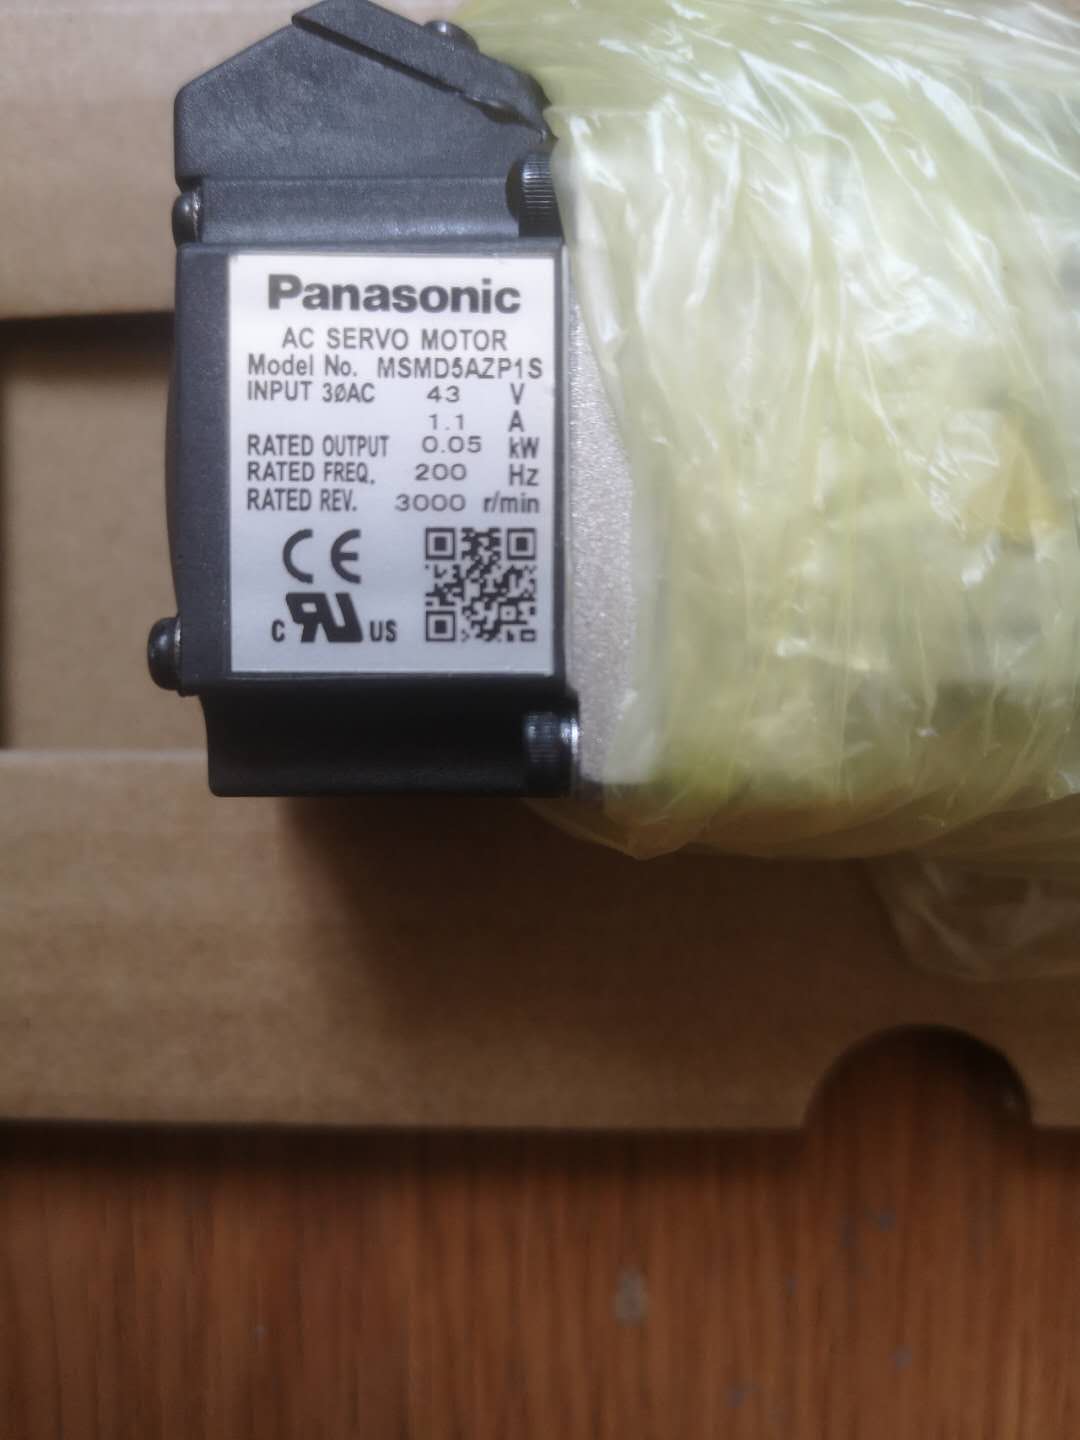 Panasonic
AC SERVO MOTOR
Model No. MSMD5AZP1S
INPUT 3øAC 43 V
1.1 A
RATED OUTPUT 0.05 kW
RATED FREQ. 200 Hz
RATED REV. 3000 r/min
CE
C RU US